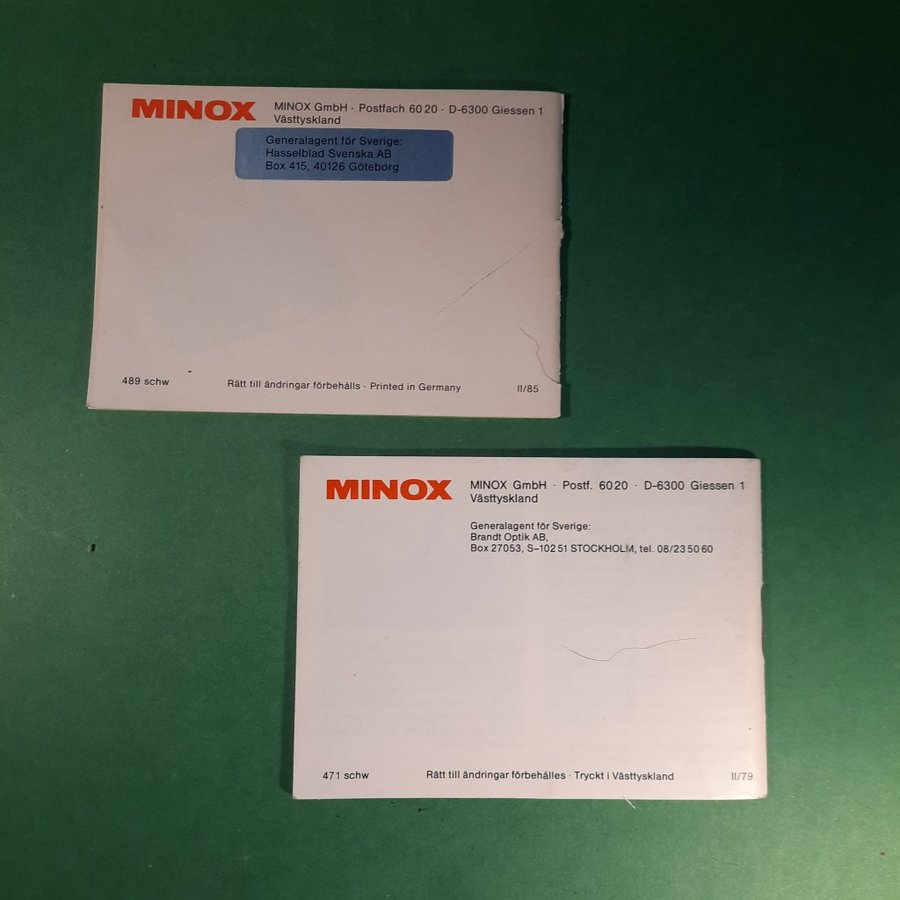 MINOX
MINOX GmbH · Postfach 60 20 · D-6300 Giessen 1
Västtyskland
Generalagent för Sverige:
Hasselblad Svenska AB
Box 415, 40126 Göteborg
489 schw
Rätt till ändringar förbehålls · Printed in Germany
II/85
MINOX
MINOX GmbH · Postf. 60 20 · D-6300 Giessen 1
Västtyskland
Generalagent för Sverige:
Brandt Optik AB,
Box 27053, S-102 51 STOCKHOLM, tel. 08/23 50 60
471 schw
Rätt till ändringar förbehålles · Tryckt i Västtyskland
II/79